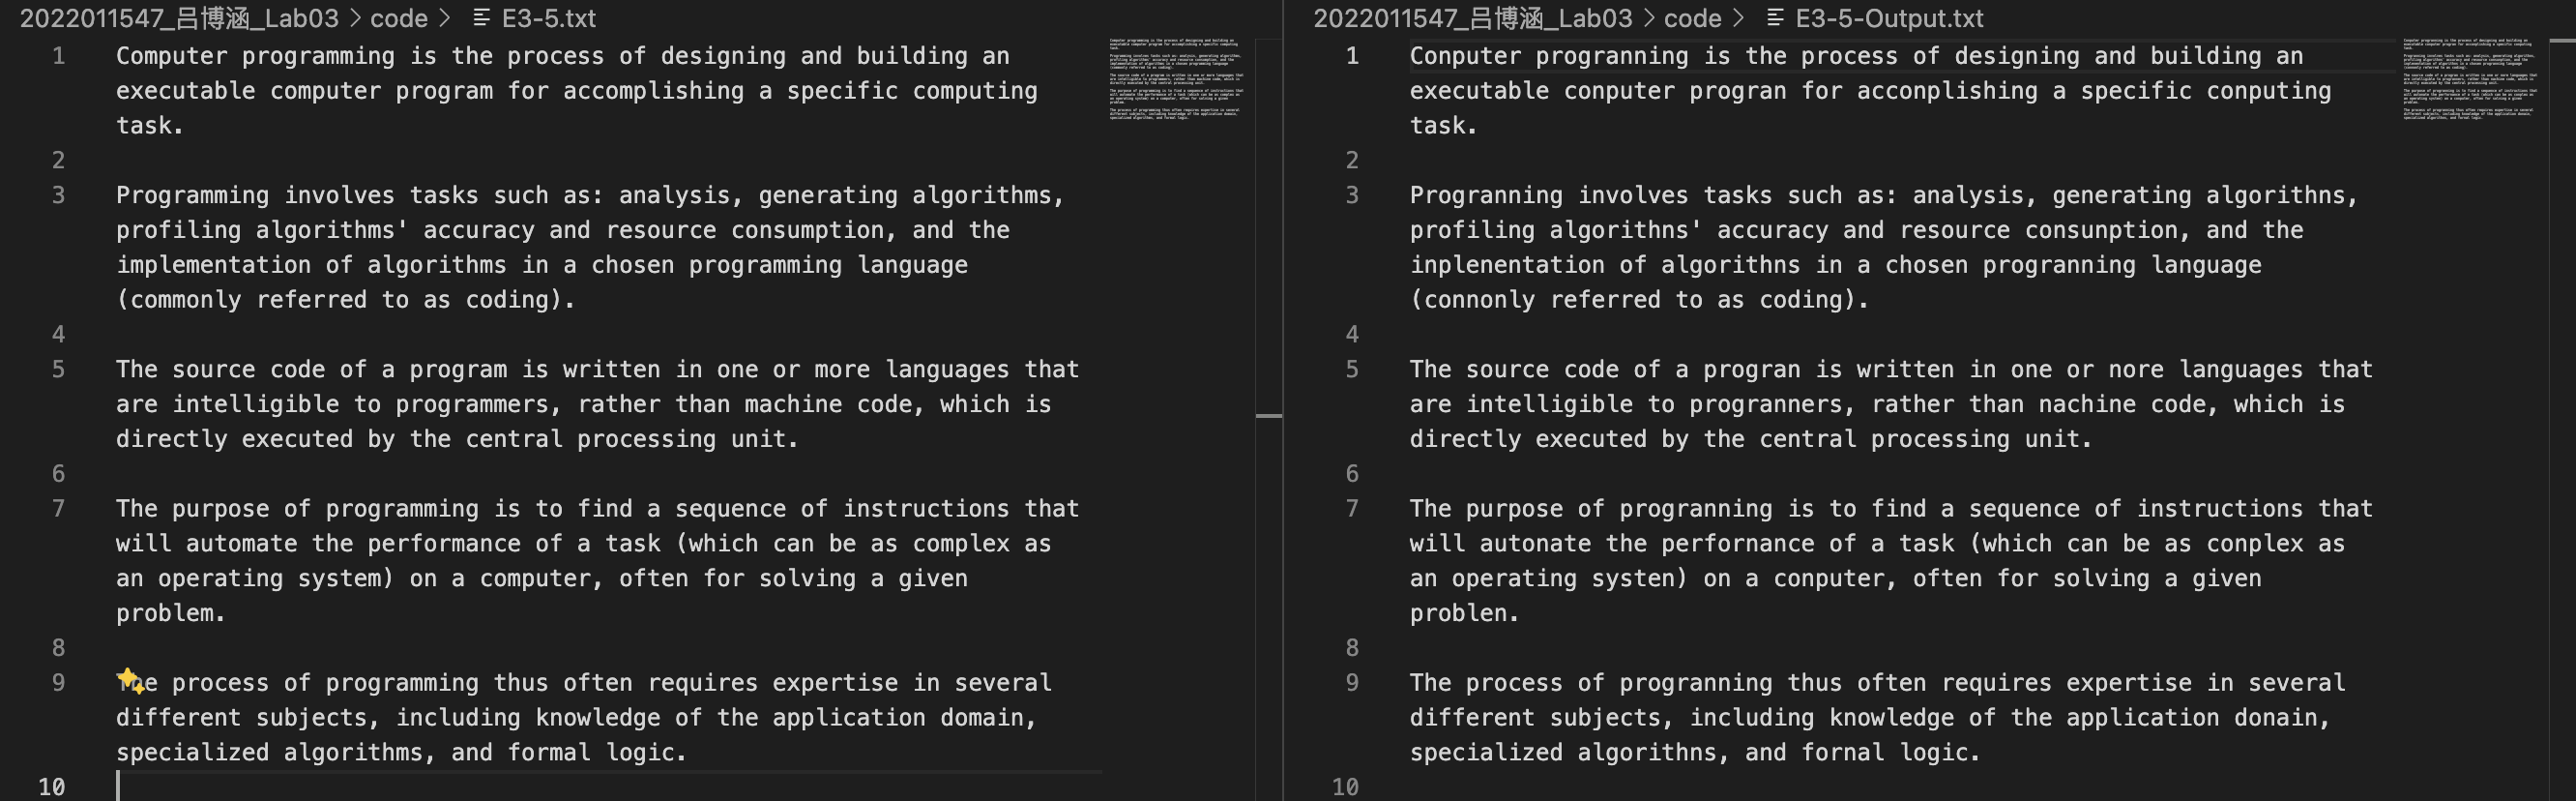 2022011547_吕博涵_Lab03 > code > E3-5.txt
1 Computer programming is the process of designing and building an
executable computer program for accomplishing a specific computing
task.
2
3 Programming involves tasks such as: analysis, generating algorithms,
profiling algorithms' accuracy and resource consumption, and the
implementation of algorithms in a chosen programming language
(commonly referred to as coding).
4
5 The source code of a program is written in one or more languages that
are intelligible to programmers, rather than machine code, which is
directly executed by the central processing unit.
6
7 The purpose of programming is to find a sequence of instructions that
will automate the performance of a task (which can be as complex as
an operating system) on a computer, often for solving a given
problem.
8
9 The process of programming thus often requires expertise in several
different subjects, including knowledge of the application domain,
specialized algorithms, and formal logic.
10
2022011547_吕博涵_Lab03 > code > E3-5-Output.txt
1 Conputer progranning is the process of designing and building an
executable conputer progran for acconplishing a specific conputing
task.
2
3 Progranning involves tasks such as: analysis, generating algorithns,
profiling algorithns' accuracy and resource consunption, and the
inplenentation of algorithns in a chosen progranning language
(connonly referred to as coding).
4
5 The source code of a progran is written in one or nore languages that
are intelligible to progranners, rather than nachine code, which is
directly executed by the central processing unit.
6
7 The purpose of progranning is to find a sequence of instructions that
will autonate the perfornance of a task (which can be as conplex as
an operating systen) on a conputer, often for solving a given
problen.
8
9 The process of progranning thus often requires expertise in several
different subjects, including knowledge of the application donain,
specialized algorithns, and fornal logic.
10